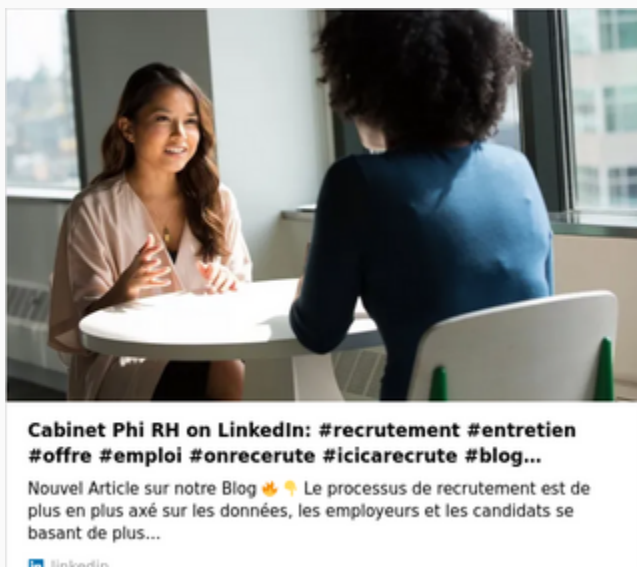 Cabinet Phi RH on LinkedIn: #recrutement #entretien
#offre #emploi #onrecerute #icicarecrute #blog...
Nouvel Article sur notre Blog 🔥👇 Le processus de recrutement est de
plus en plus axé sur les données, les employeurs et les candidats se
basant de plus...
linkedin